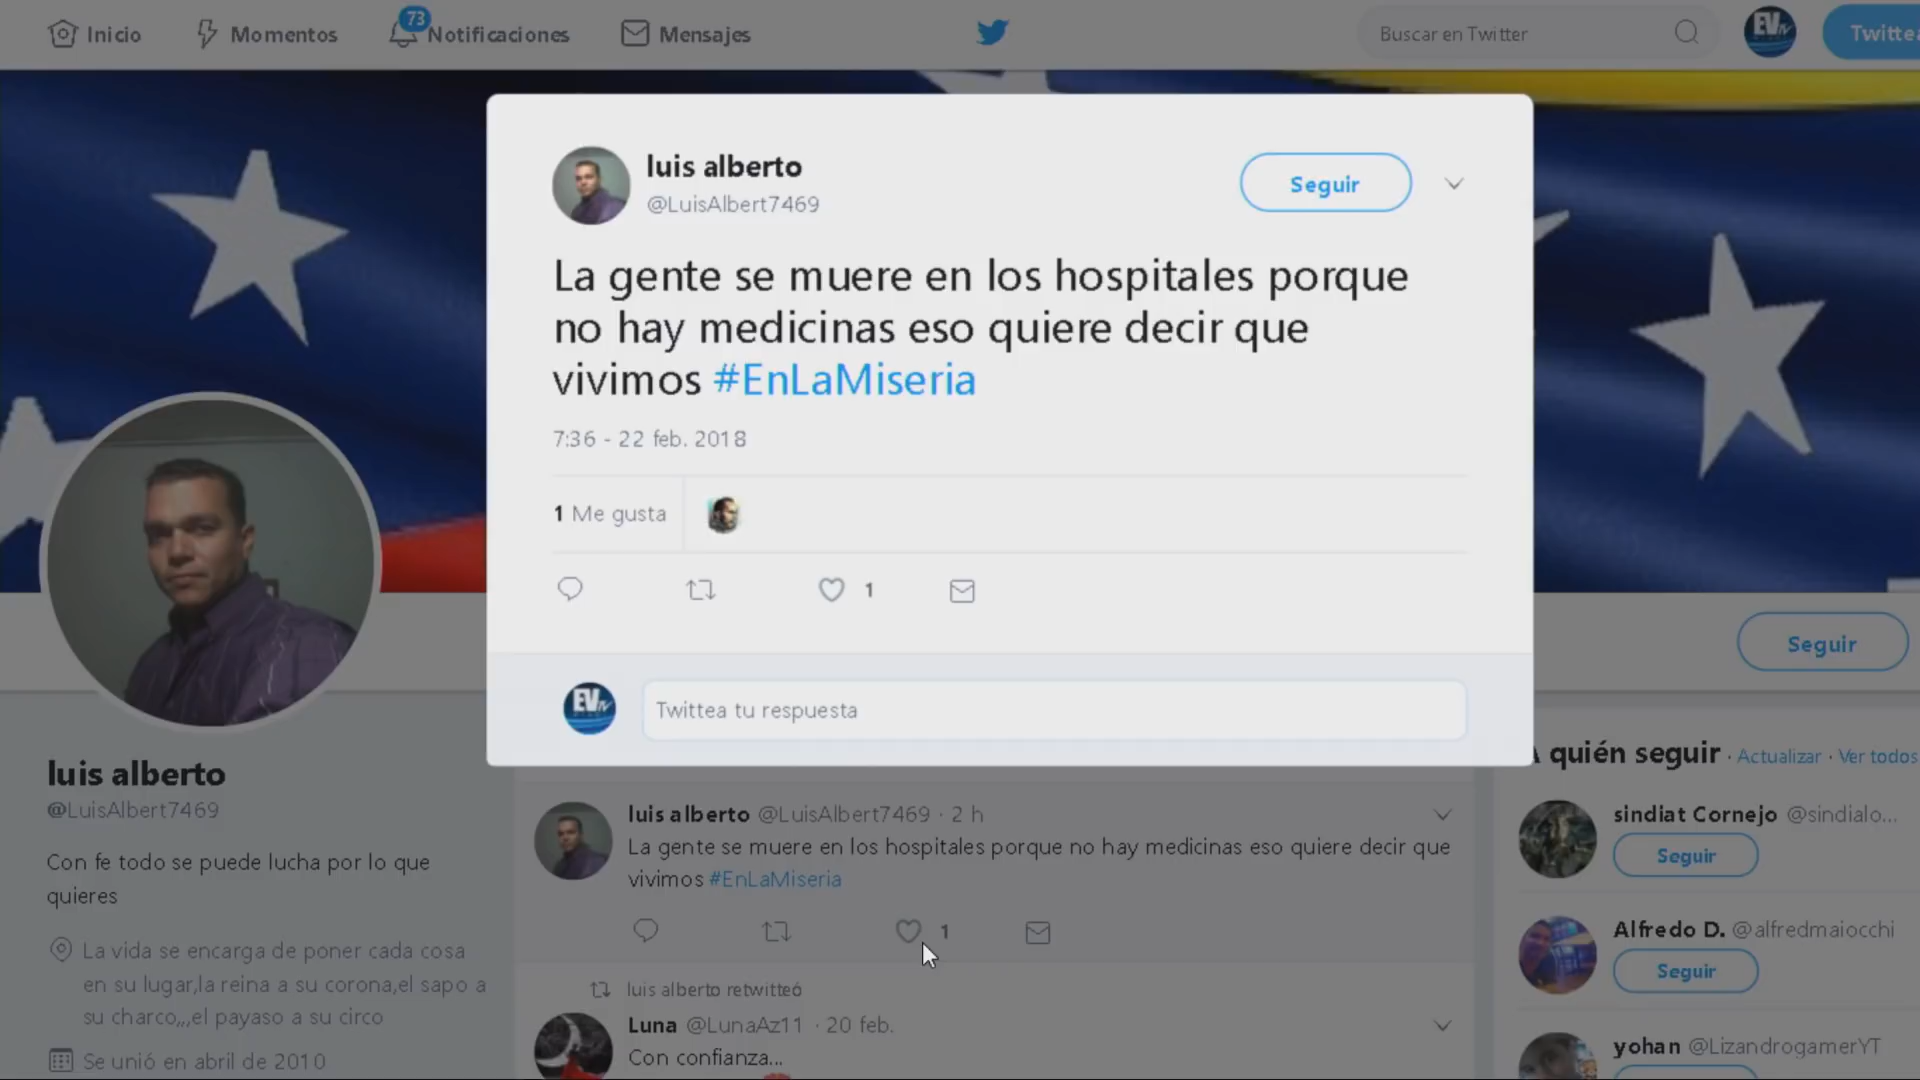 Inicio
Momentos
73
Notificaciones
Mensajes
Buscar en Twitter
EVtv
Twittea
luis alberto
@LuisAlbert7469
Seguir
La gente se muere en los hospitales porque
no hay medicinas eso quiere decir que
vivimos #EnLaMiseria
7:36 - 22 feb. 2018
1 Me gusta
1
EVtv
Twittea tu respuesta
Seguir
luis alberto
@LuisAlbert7469
Con fe todo se puede lucha por lo que
quieres
La vida se encarga de poner cada cosa
en su lugar,la reina a su corona,el sapo a
su charco,,,el payaso a su circo
Se unió en abril de 2010
luis alberto @LuisAlbert7469 · 2 h
La gente se muere en los hospitales porque no hay medicinas eso quiere decir que
vivimos #EnLaMiseria
1
luis alberto retwitteó
Luna @LunaAz11 · 20 feb.
Con confianza...
A quién seguir · Actualizar · Ver todos
sindiat Cornejo @sindialo...
Seguir
Alfredo D. @alfredmaiocchi
Seguir
yohan @LizandrogamerYT